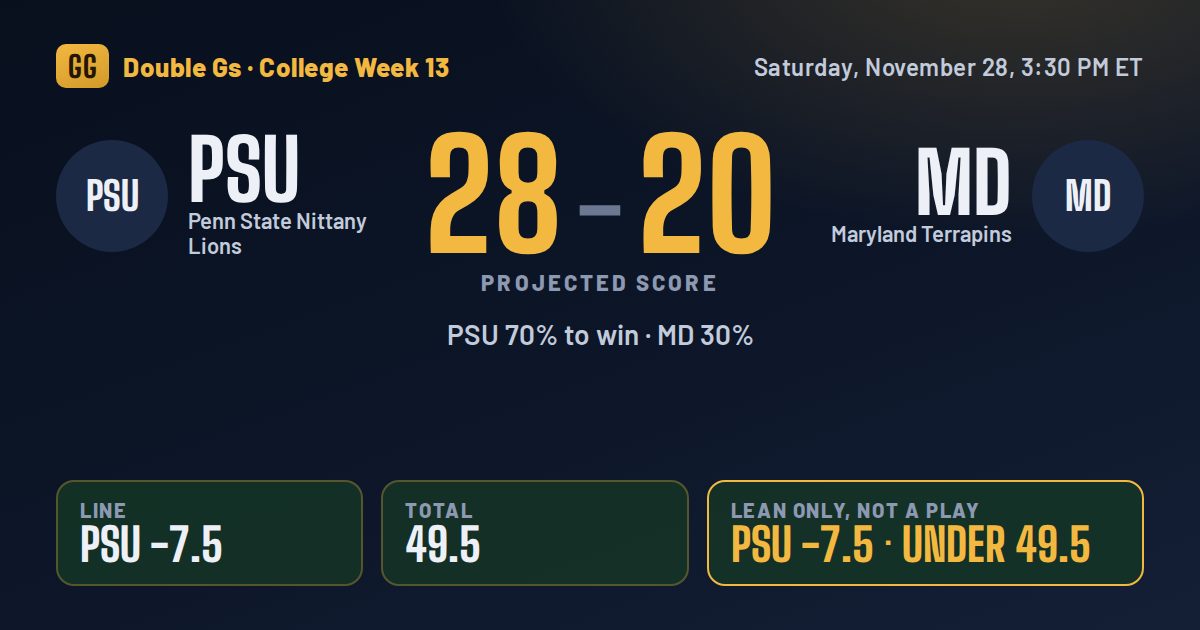 GG
Double Gs · College Week 13
Saturday, November 28, 3:30 PM ET
PSU
PSU
Penn State Nittany
Lions
28 – 20
PROJECTED SCORE
PSU 70% to win · MD 30%
MD
Maryland Terrapins
MD
LINE
PSU −7.5
TOTAL
49.5
LEAN ONLY, NOT A PLAY
PSU −7.5 · UNDER 49.5